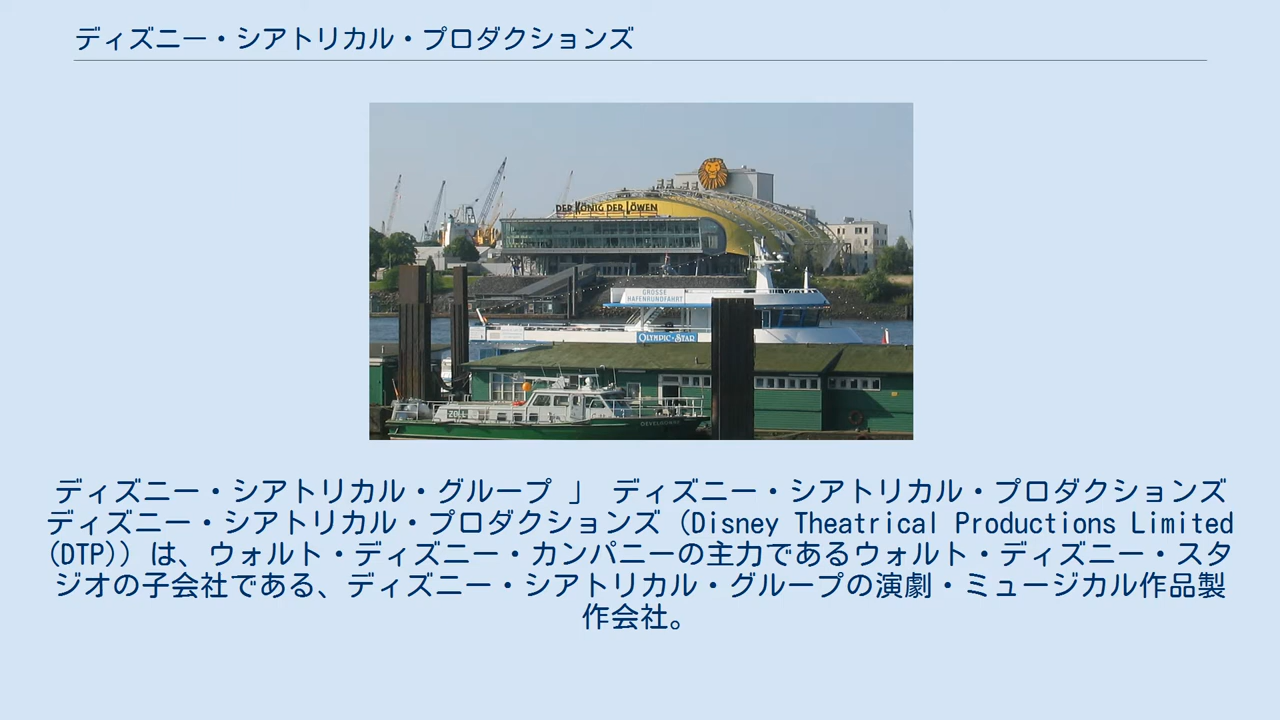 ディズニー・シアトリカル・プロダクションズ
DER KÖNIG DER LÖWEN
GROSSE
HAFENRUNDFAHRT
OLYMPIC STAR
ZOLL
ディズニー・シアトリカル・グループ 」 ディズニー・シアトリカル・プロダクションズ
ディズニー・シアトリカル・プロダクションズ（Disney Theatrical Productions Limited
(DTP)）は、ウォルト・ディズニー・カンパニーの主力であるウォルト・ディズニー・スタ
ジオの子会社である、ディズニー・シアトリカル・グループの演劇・ミュージカル作品製
作会社。